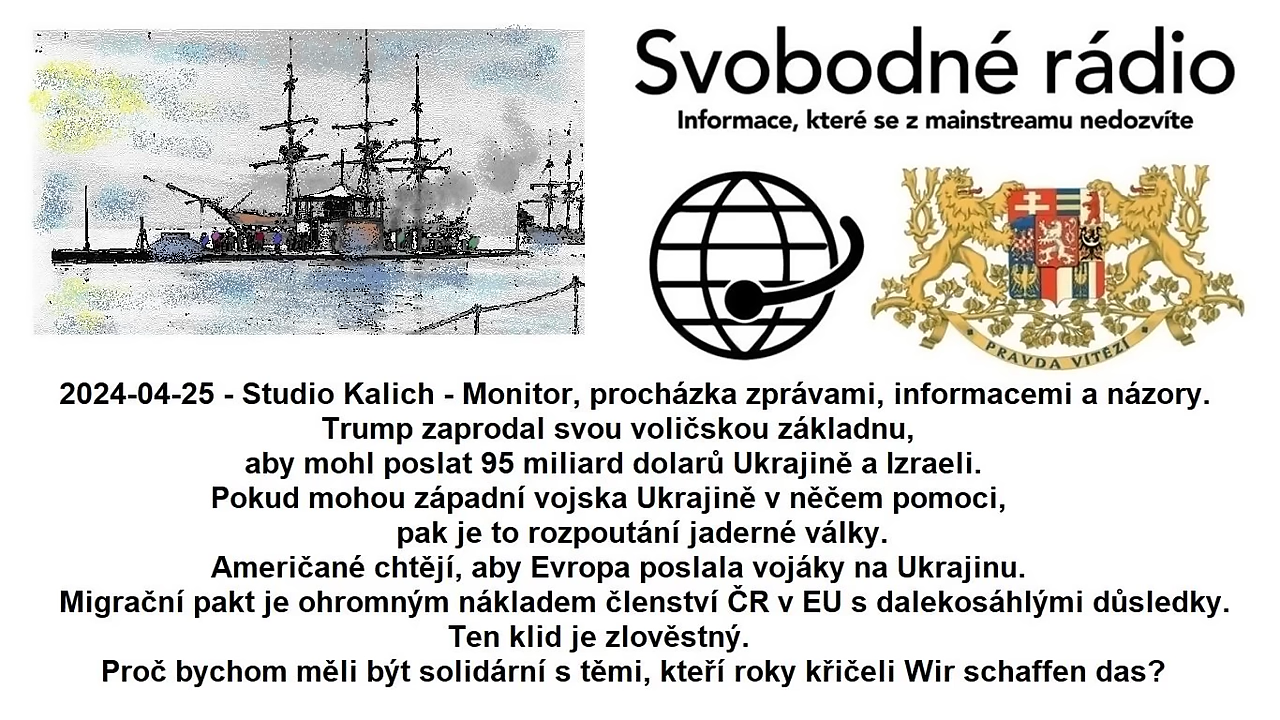 Svobodné rádio
Informace, které se z mainstreamu nedozvíte
PRAVDA VÍTĚZÍ
2024-04-25 - Studio Kalich - Monitor, procházka zprávami, informacemi a názory.
Trump zaprodal svou voličskou základnu,
aby mohl poslat 95 miliard dolarů Ukrajině a Izraeli.
Pokud mohou západní vojska Ukrajině v něčem pomoci,
pak je to rozpoutání jaderné války.
Američané chtějí, aby Evropa poslala vojáky na Ukrajinu.
Migrační pakt je ohromným nákladem členství ČR v EU s dalekosáhlými důsledky.
Ten klid je zlověstný.
Proč bychom měli být solidární s těmi, kteří roky křičeli Wir schaffen das?